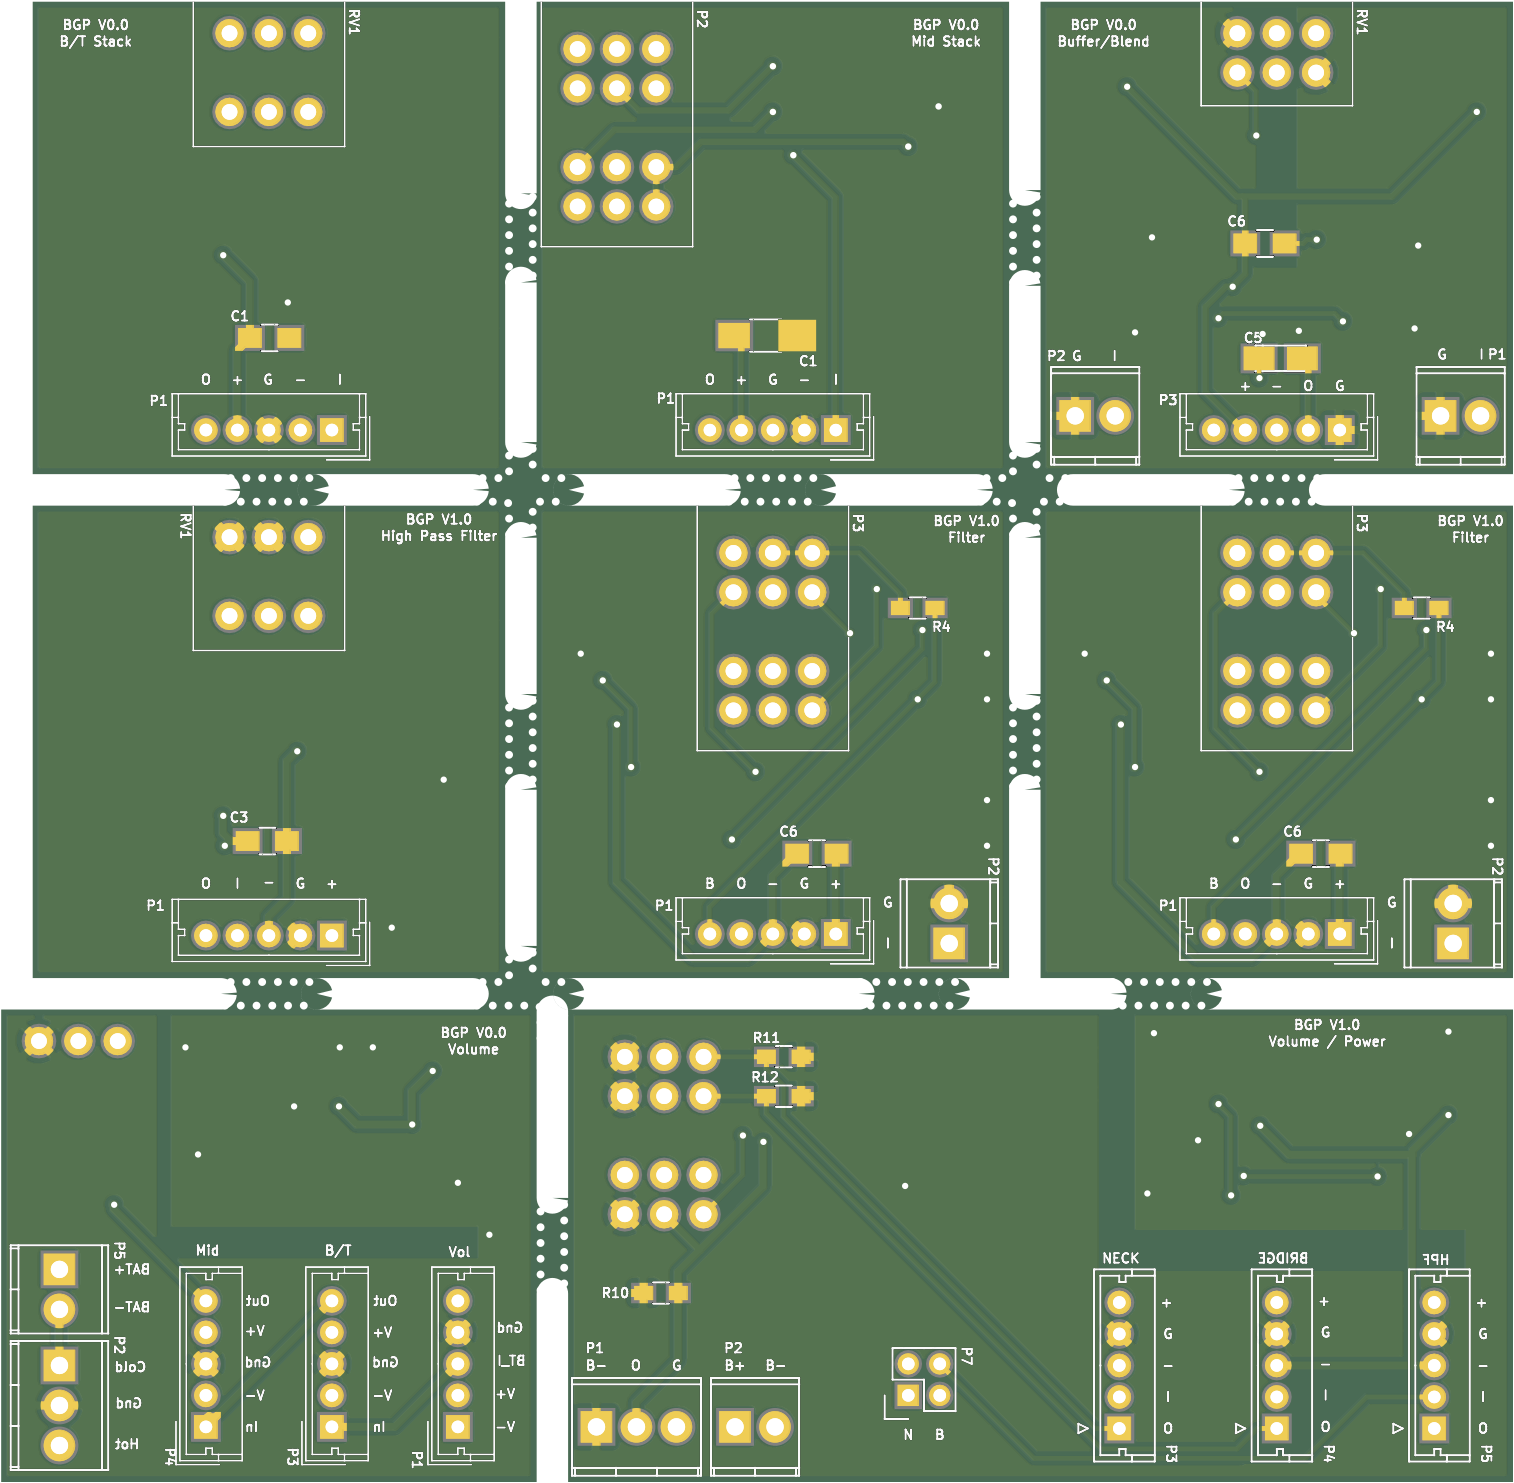 BGP V0.0
B/T Stack
RV1
C1
O + G - I
P1
P2
BGP V0.0
Mid Stack
C1
O + G - I
P1
BGP V0.0
Buffer/Blend
RV1
C6
C5
P2 G I
+ - O G
P3
G I P1
RV1
BGP V1.0
High Pass Filter
C3
O I - G +
P1
P3
BGP V1.0
Filter
R4
C6
B O - G +
P1
P2
G
I
P3
BGP V1.0
Filter
R4
C6
B O - G +
P1
P2
G
I
BGP V0.0
Volume
P5
BAT+
BAT-
P2
Cold
Gnd
Hot
Mid
Out
V+
Gnd
V-
In
P4
B/T
Out
V+
Gnd
V-
In
P3
Vol
Gnd
BT_I
V+
V-
P1
R11
R12
BGP V1.0
Volume / Power
R10
P1
B- O G
P2
B+ B-
P7
N B
NECK
+
G
-
I
O
P3
BRIDGE
+
G
-
I
O
P4
HPF
+
G
-
I
O
P5